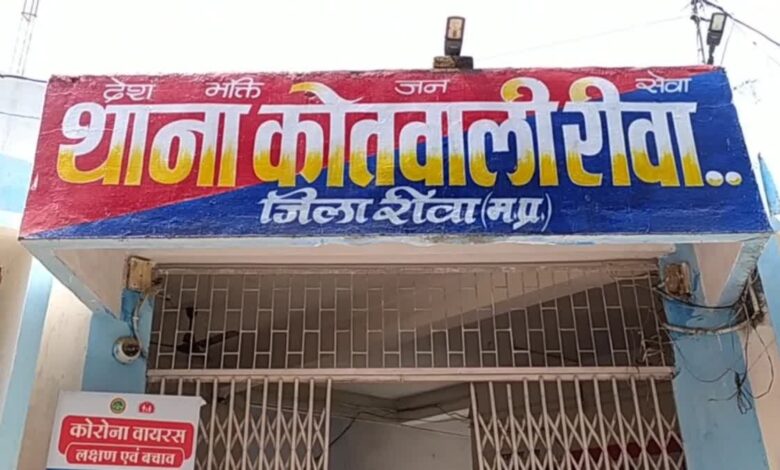 देश भक्ति जन सेवा
थाना कोतवाली रीवा..
जिला रीवा (म.प्र.)
कोरोना वायरस
लक्षण एवं बचाव